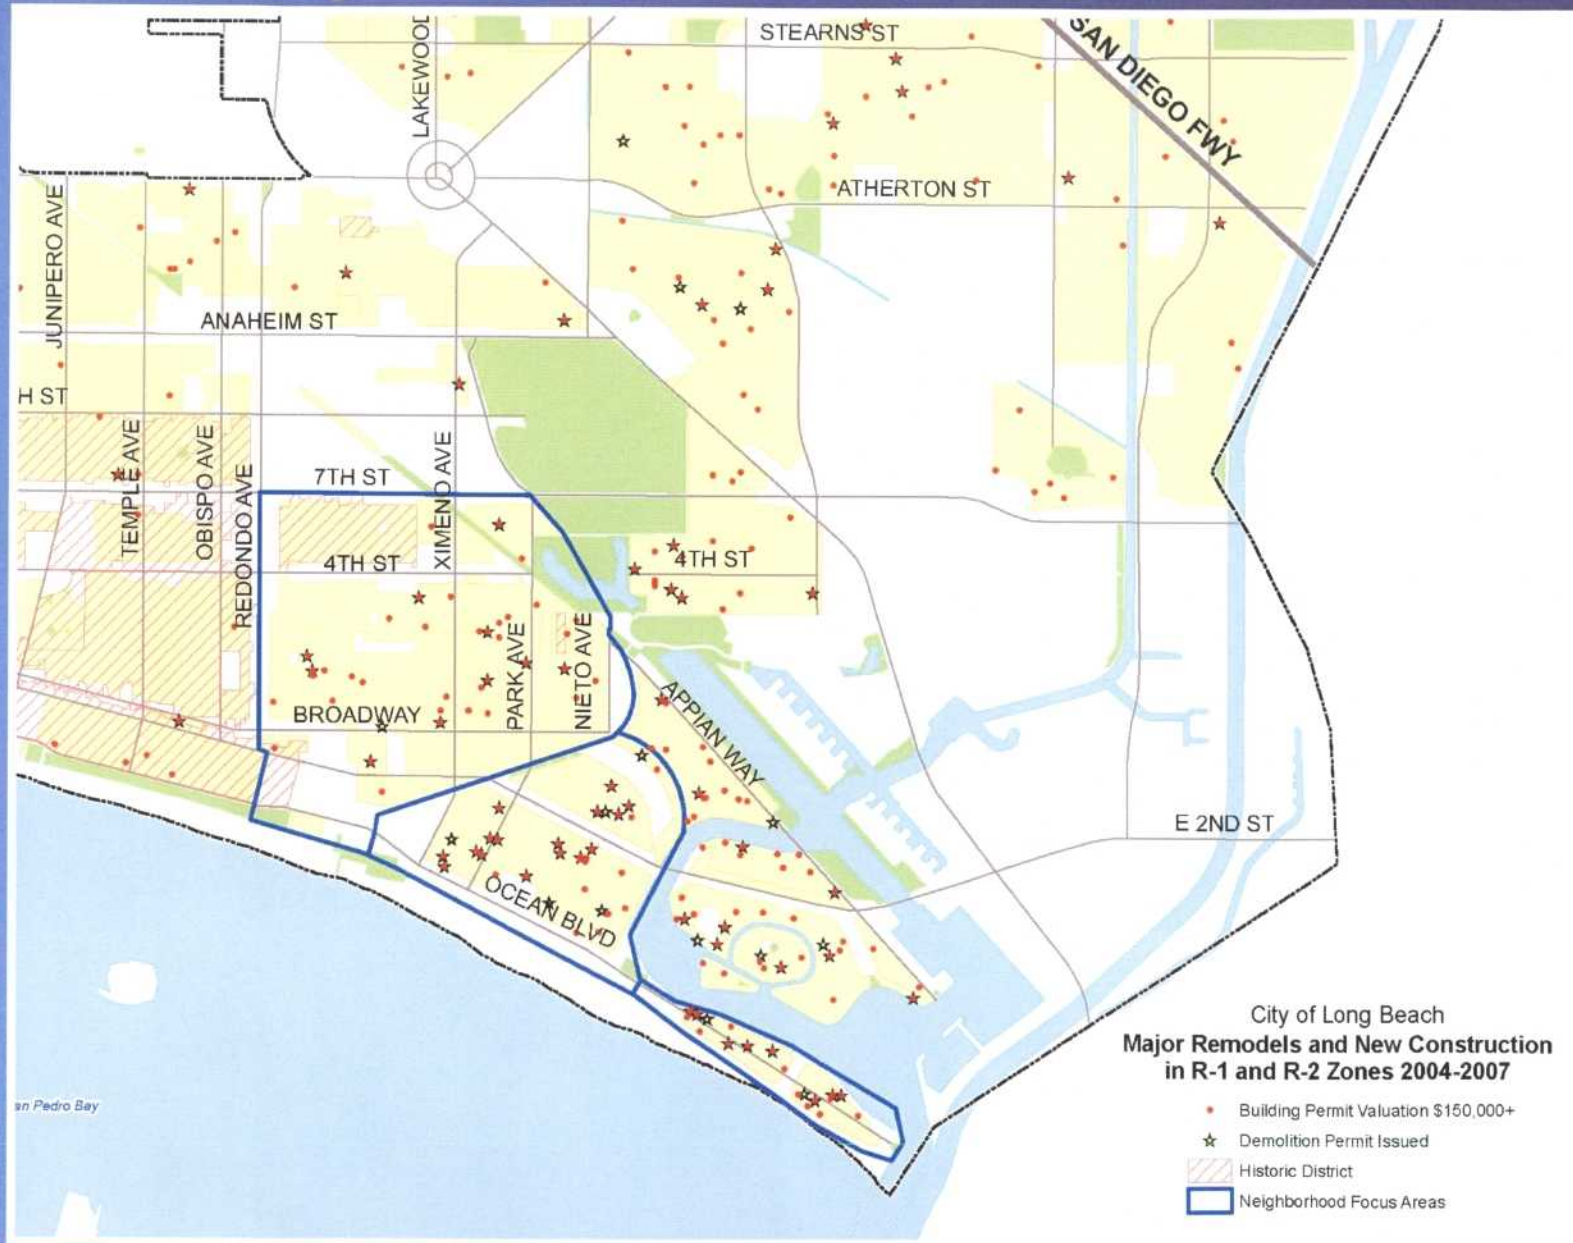 STEARNS ST
LAKEWOOD
SAN DIEGO FWY
ATHERTON ST
JUNIPERO AVE
ANAHEIM ST
H ST
TEMPLE AVE
OBISPO AVE
REDONDO AVE
7TH ST
XIMENO AVE
4TH ST
4TH ST
PARK AVE
NIETO AVE
BROADWAY
APPIAN WAY
E 2ND ST
OCEAN BLVD
an Pedro Bay
City of Long Beach
Major Remodels and New Construction
in R-1 and R-2 Zones 2004-2007
Building Permit Valuation $150,000+
Demolition Permit Issued
Historic District
Neighborhood Focus Areas